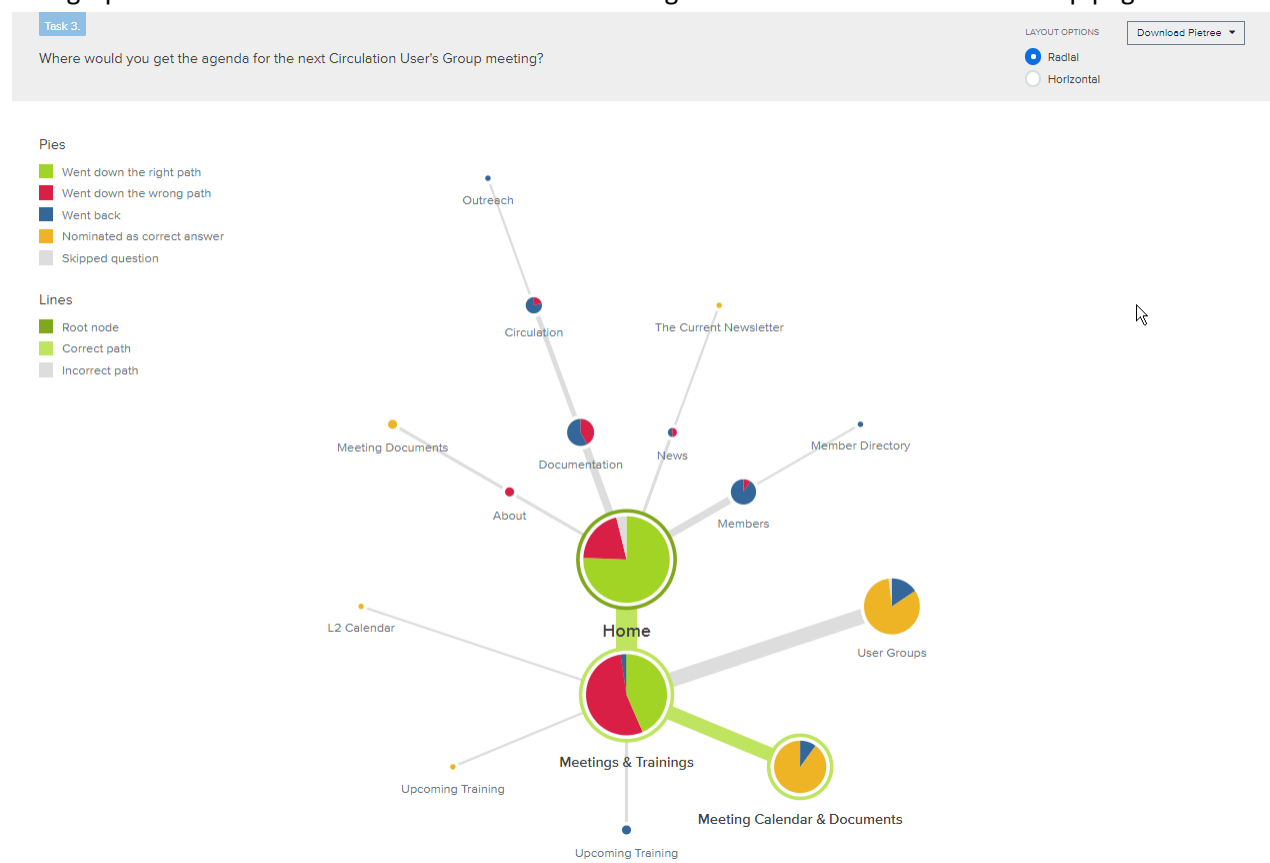 Task 3.
Where would you get the agenda for the next Circulation User's Group meeting?
LAYOUT OPTIONS
Radial
Horizontal
Download Pietree
Pies
Went down the right path
Went down the wrong path
Went back
Nominated as correct answer
Skipped question
Lines
Root node
Correct path
Incorrect path
Outreach
Circulation
The Current Newsletter
Meeting Documents
Documentation
News
Member Directory
About
Members
Home
L2 Calendar
User Groups
Meetings & Trainings
Upcoming Training
Meeting Calendar & Documents
Upcoming Training